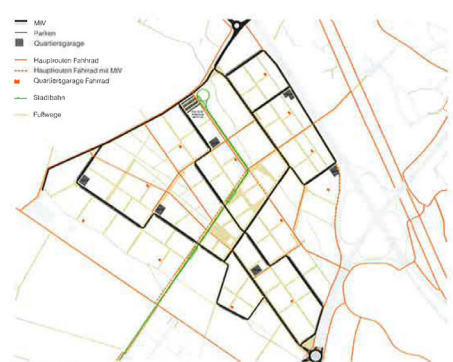 MIV
Parken
Quartiersgarage
Hauptrouten Fahrrad
Hauptrouten Fahrrad mit MIV
Quartiersgarage Fahrrad
Stadtbahn
Fußwege